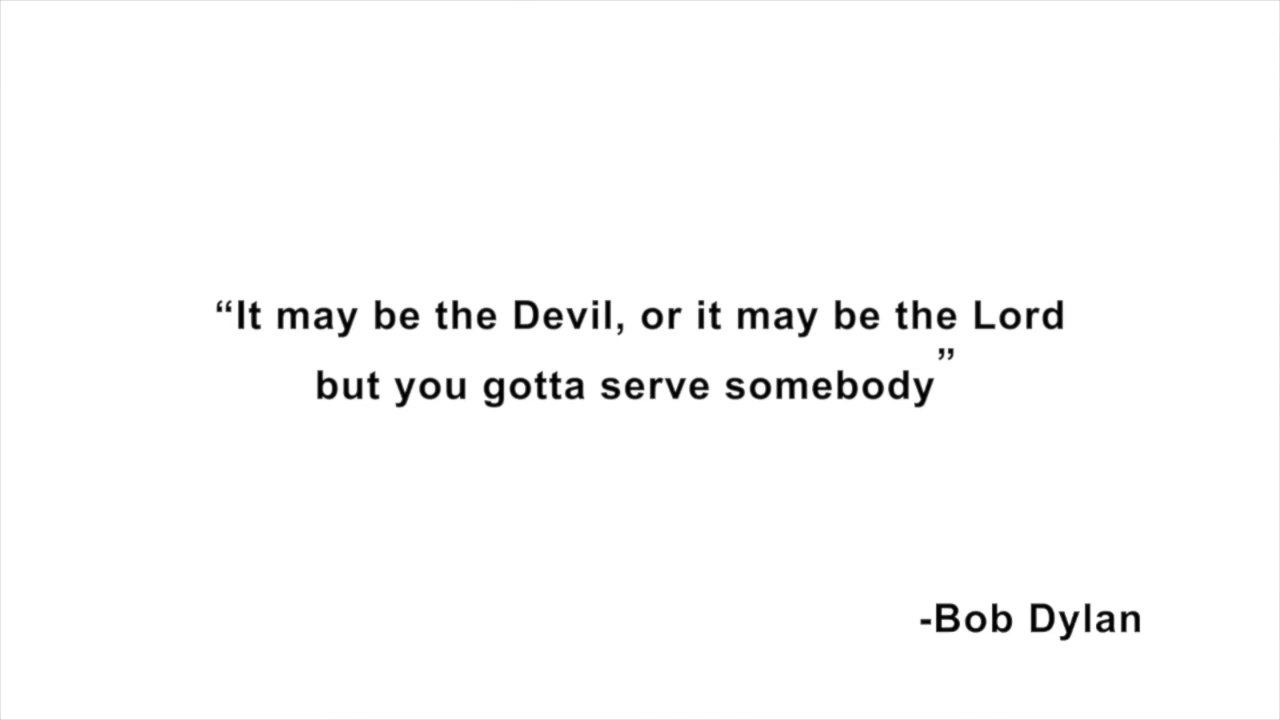 “It may be the Devil, or it may be the Lord
but you gotta serve somebody”
-Bob Dylan